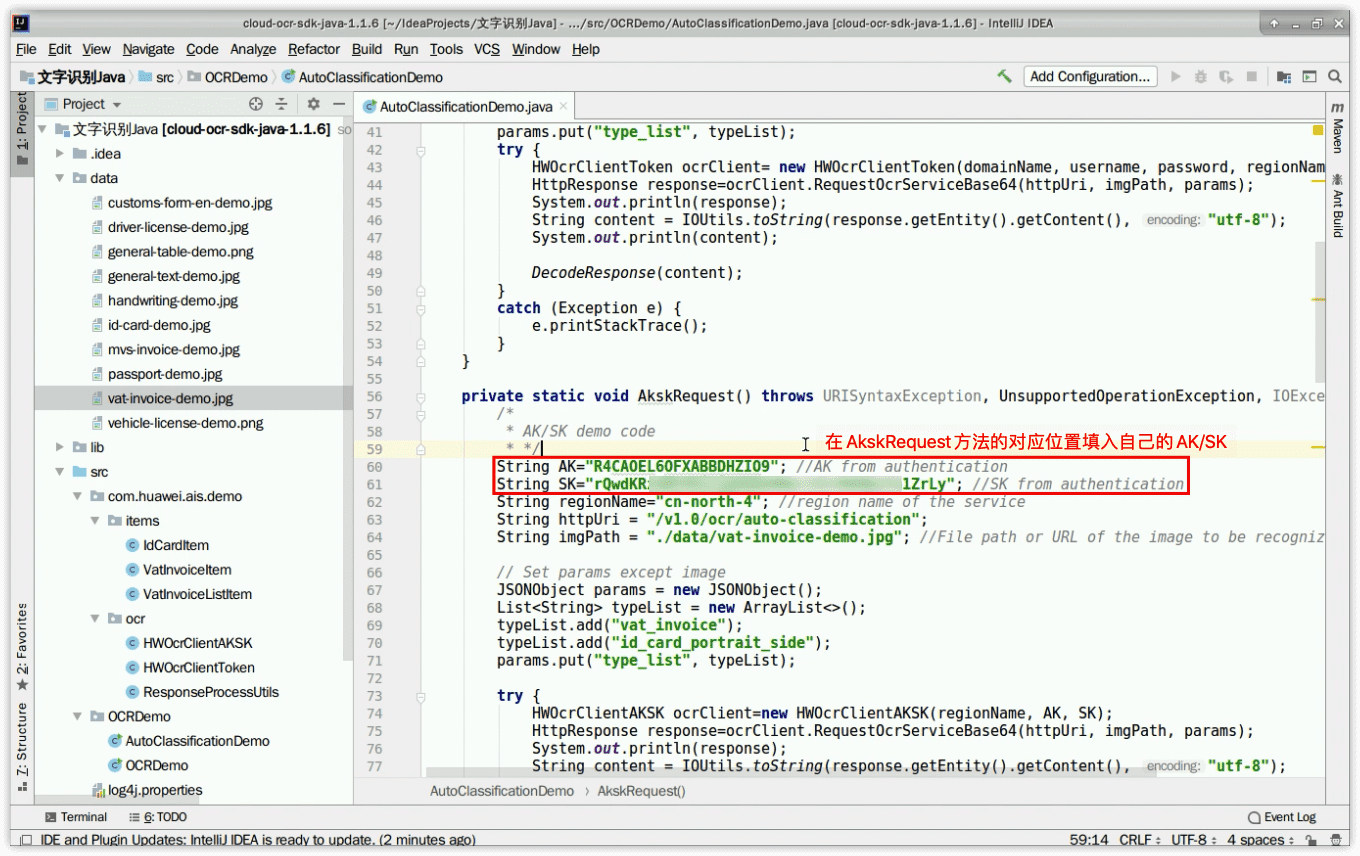 cloud-ocr-sdk-java-1.1.6 [~/IdeaProjects/文字识别Java] - .../src/OCRDemo/AutoClassificationDemo.java [cloud-ocr-sdk-java-1.1.6] - IntelliJ IDEA
File Edit View Navigate Code Analyze Refactor Build Run Tools VCS Window Help
文字识别Java src OCRDemo AutoClassificationDemo Add Configuration...
1: Project
Project
AutoClassificationDemo.java
文字识别Java [cloud-ocr-sdk-java-1.1.6] so
.idea
data
customs-form-en-demo.jpg
driver-license-demo.jpg
general-table-demo.png
general-text-demo.jpg
handwriting-demo.jpg
id-card-demo.jpg
mvs-invoice-demo.jpg
passport-demo.jpg
vat-invoice-demo.jpg
vehicle-license-demo.png
lib
src
com.huawei.ais.demo
items
IdCardItem
VatInvoiceItem
VatInvoiceListItem
ocr
HWOcrClientAKSK
HWOcrClientToken
ResponseProcessUtils
OCRDemo
AutoClassificationDemo
OCRDemo
log4j.properties
2: Favorites
7: Structure
41 params.put("type_list", typeList);
42 try {
43 HWOcrClientToken ocrClient= new HWOcrClientToken(domainName, username, password, regionNam
44 HttpResponse response=ocrClient.RequestOcrServiceBase64(httpUri, imgPath, params);
45 System.out.println(response);
46 String content = IOUtils.toString(response.getEntity().getContent(), encoding: "utf-8");
47 System.out.println(content);
48
49 DecodeResponse(content);
50 }
51 catch (Exception e) {
52 e.printStackTrace();
53 }
54 }
55
56 private static void AkskRequest() throws URISyntaxException, UnsupportedOperationException, IOExce
57 /*
58 * AK/SK demo code
59 * */
在AkskRequest方法的对应位置填入自己的AK/SK
60 String AK="R4CAOEL6OFXABBDHZIO9"; //AK from authentication
61 String SK="rQwdKR 1ZrLy"; //SK from authentication
62 String regionName="cn-north-4"; //region name of the service
63 String httpUri = "/v1.0/ocr/auto-classification";
64 String imgPath = "./data/vat-invoice-demo.jpg"; //File path or URL of the image to be recogniz
65
66 // Set params except image
67 JSONObject params = new JSONObject();
68 List<String> typeList = new ArrayList<>();
69 typeList.add("vat_invoice");
70 typeList.add("id_card_portrait_side");
71 params.put("type_list", typeList);
72
73 try {
74 HWOcrClientAKSK ocrClient=new HWOcrClientAKSK(regionName, AK, SK);
75 HttpResponse response=ocrClient.RequestOcrServiceBase64(httpUri, imgPath, params);
76 System.out.println(response);
77 String content = IOUtils.toString(response.getEntity().getContent(), encoding: "utf-8");
AutoClassificationDemo › AkskRequest()
m Maven
Ant Build
Terminal 6: TODO Event Log
IDE and Plugin Updates: IntelliJ IDEA is ready to update. (2 minutes ago) 59:14 CRLF UTF-8 4 spaces